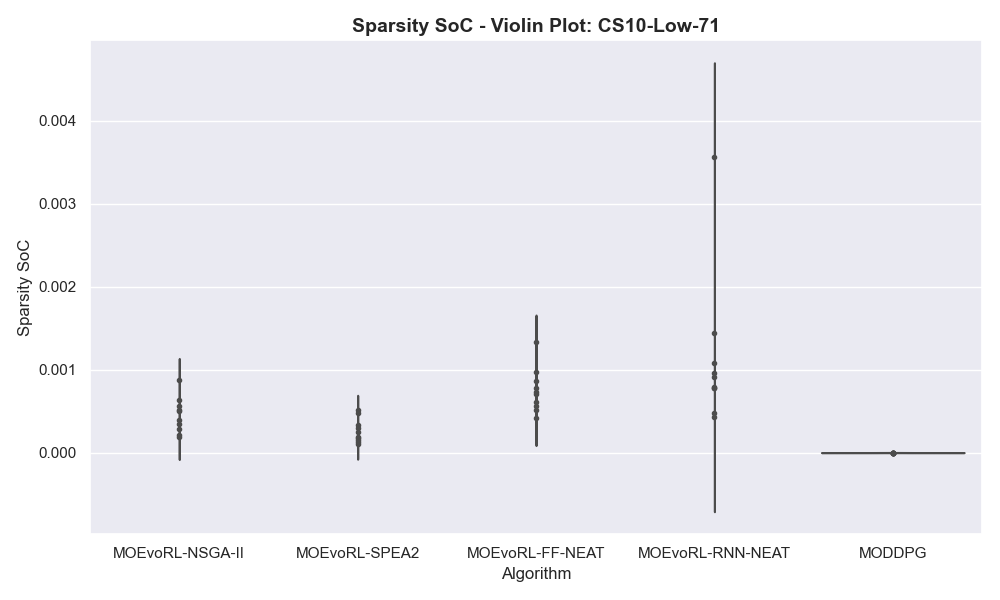 Sparsity SoC - Violin Plot: CS10-Low-71
Sparsity SoC
0.004
0.003
0.002
0.001
0.000
MOEvoRL-NSGA-II MOEvoRL-SPEA2 MOEvoRL-FF-NEAT MOEvoRL-RNN-NEAT MODDPG
Algorithm